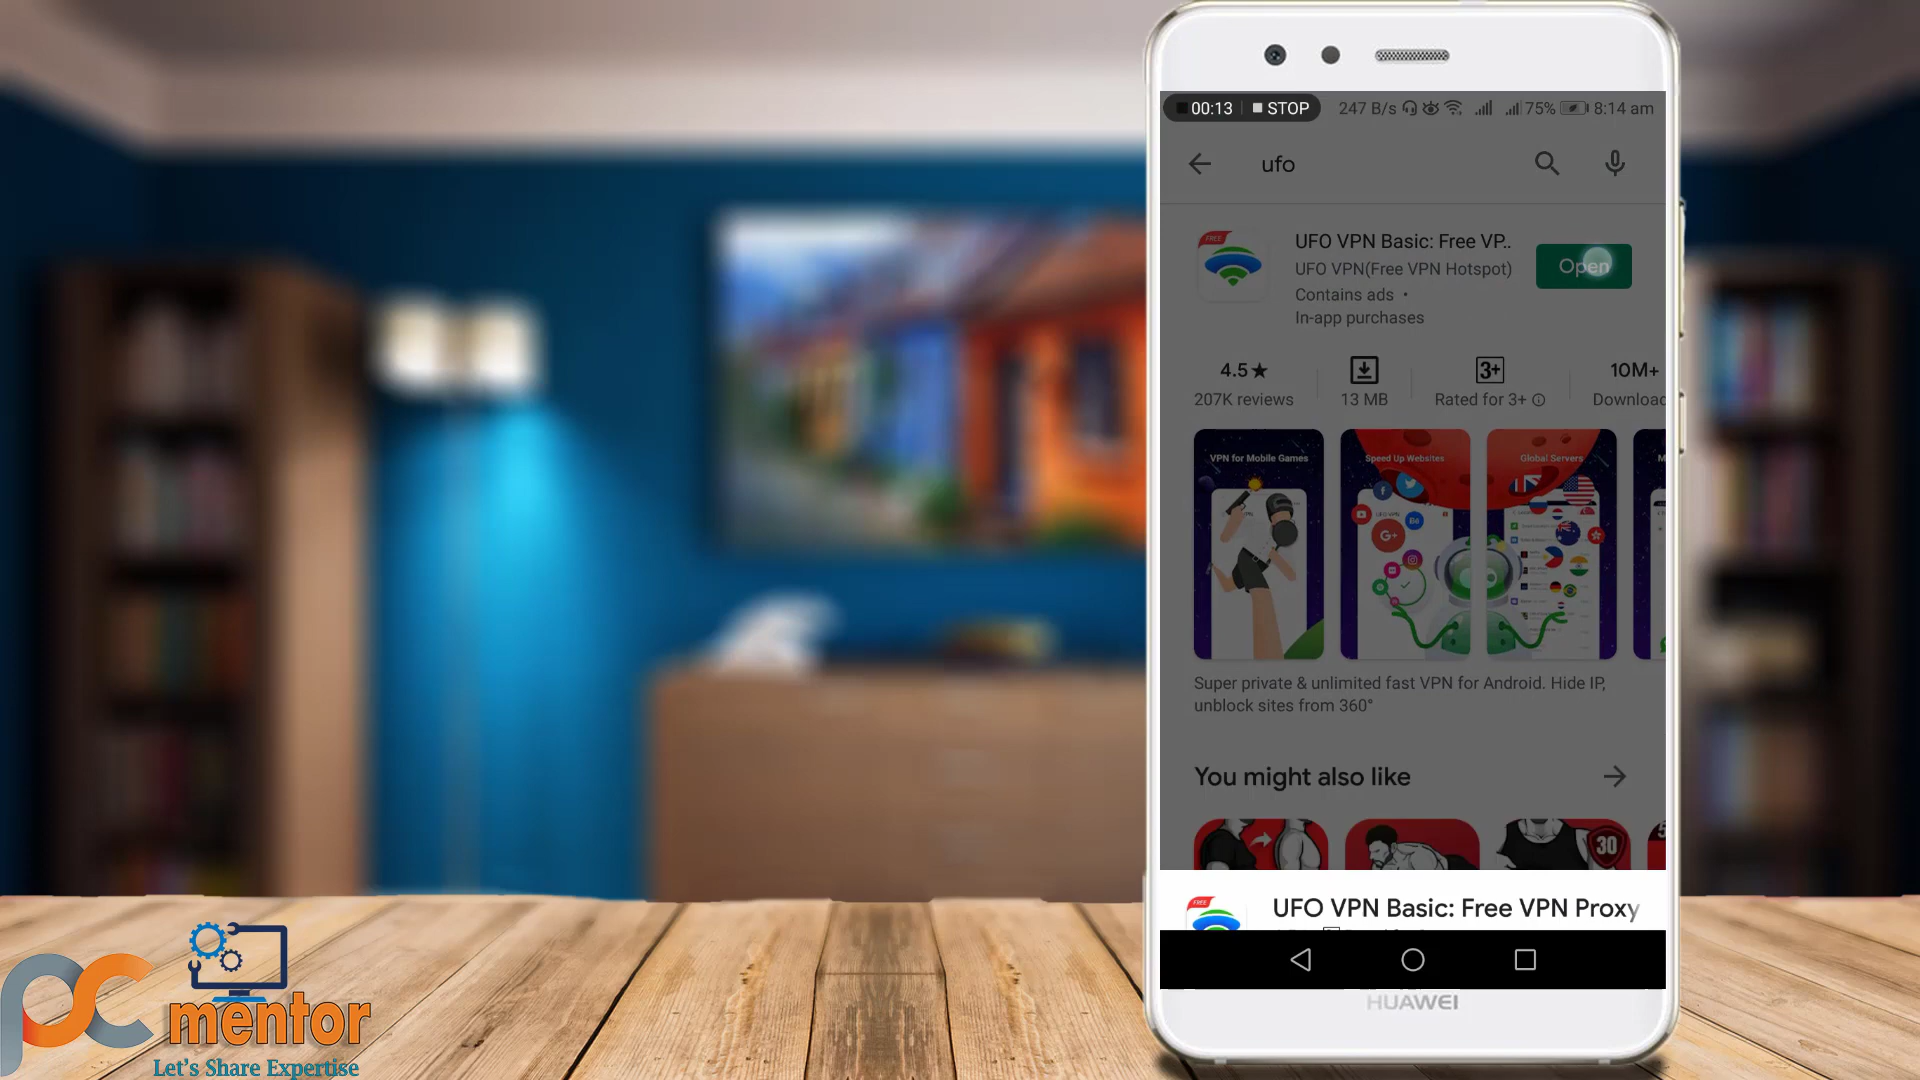 00:13 STOP 247 B/s 75% 8:14 am
ufo
FREE
UFO VPN Basic: Free VP..
UFO VPN(Free VPN Hotspot)
Contains ads •
In-app purchases
Open
4.5★ 3+ 10M+
207K reviews 13 MB Rated for 3+ Download
VPN for Mobile Games Speed Up Websites Global Servers M
Super private & unlimited fast VPN for Android. Hide IP,
unblock sites from 360°
You might also like
30
FREE
UFO VPN Basic: Free VPN Proxy
HUAWEI
pc
mentor
Let's Share Expertise